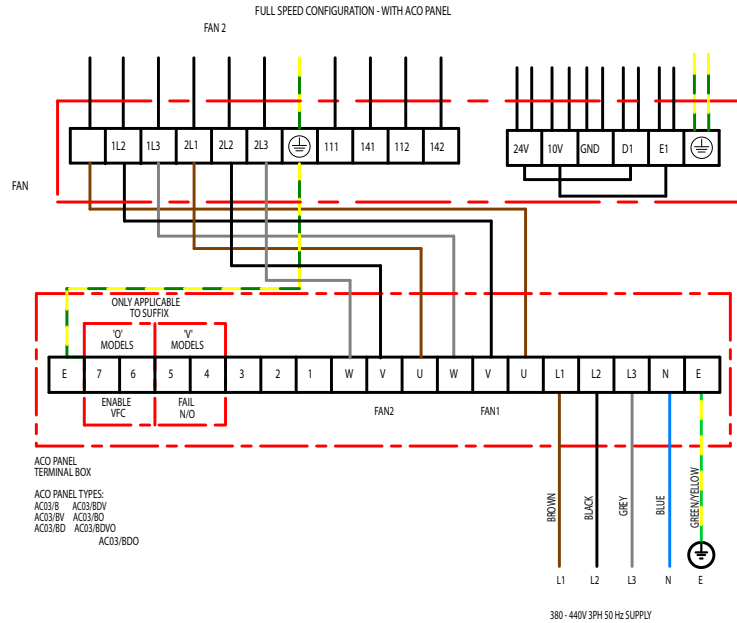 FULL SPEED CONFIGURATION - WITH ACO PANEL
FAN 2
1L2 1L3 2L1 2L2 2L3 111 141 112 142
24V 10V GND D1 E1
FAN
ONLY APPLICABLE
TO SUFFIX
'O' 'V'
MODELS MODELS
E 7 6 5 4 3 2 1 W V U W V U L1 L2 L3 N E
ENABLE FAIL
VFC N/O
FAN2 FAN1
ACO PANEL
TERMINAL BOX
ACO PANEL TYPES:
AC03/B AC03/BDV
AC03/BV AC03/BO
AC03/BD AC03/BDVO
AC03/BDO
BROWN BLACK GREY BLUE GREEN/YELLOW
L1 L2 L3 N E
380 - 440V 3PH 50 Hz SUPPLY